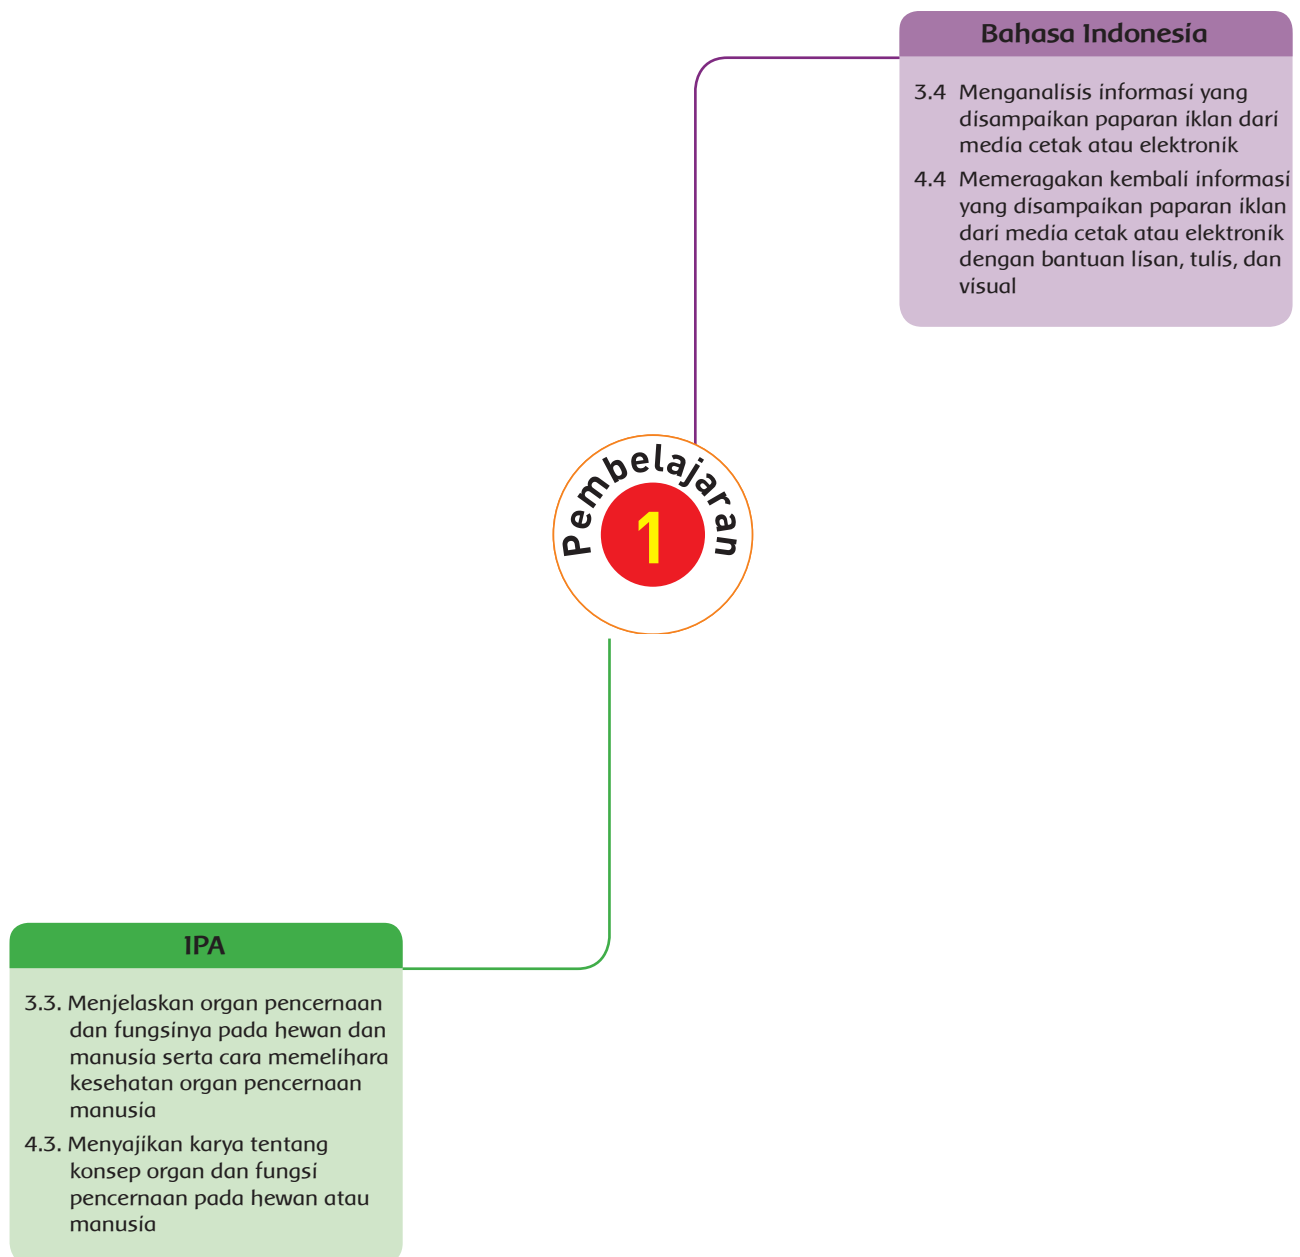 Bahasa Indonesia
3.4 Menganalisis informasi yang
disampaikan paparan iklan dari
media cetak atau elektronik
4.4 Memeragakan kembali informasi
yang disampaikan paparan iklan
dari media cetak atau elektronik
dengan bantuan lisan, tulis, dan
visual
Pembelajaran
1
IPA
3.3. Menjelaskan organ pencernaan
dan fungsinya pada hewan dan
manusia serta cara memelihara
kesehatan organ pencernaan
manusia
4.3. Menyajikan karya tentang
konsep organ dan fungsi
pencernaan pada hewan atau
manusia